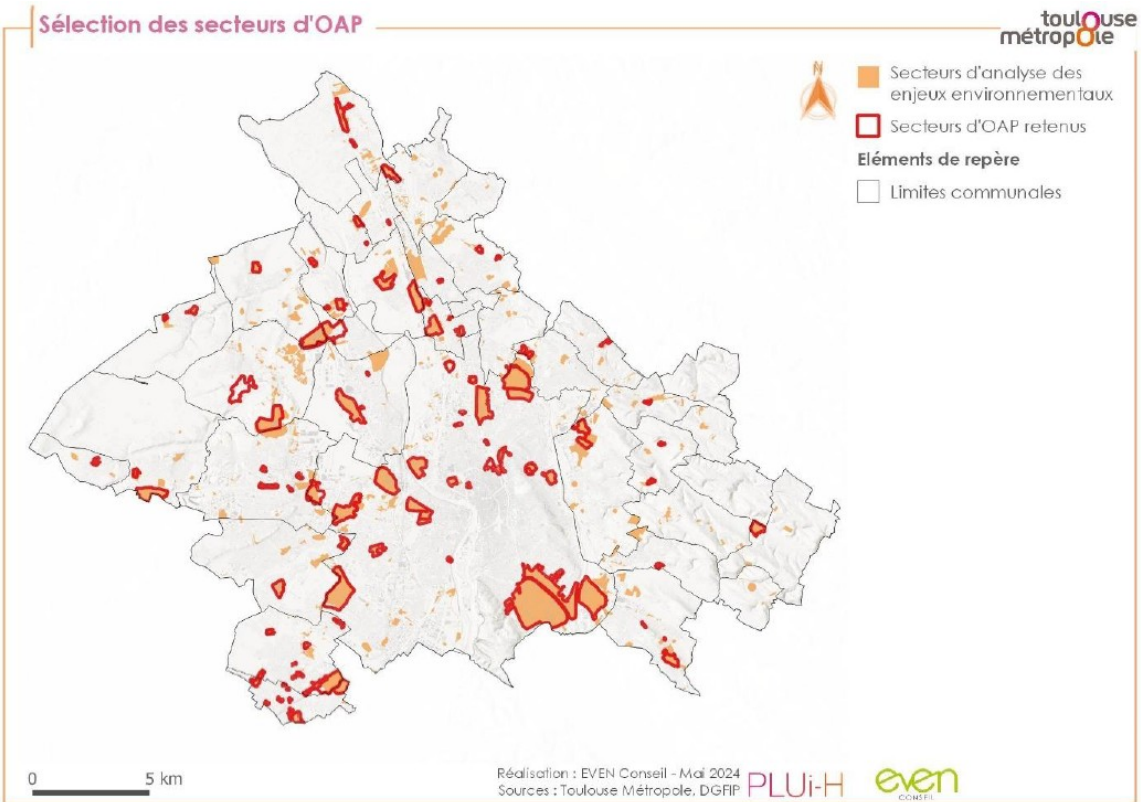 Sélection des secteurs d'OAP
toulouse
métropole
N
Secteurs d'analyse des
enjeux environnementaux
Secteurs d'OAP retenus
Eléments de repère
Limites communales
0 5 km
Réalisation : EVEN Conseil - Mai 2024
Sources : Toulouse Métropole, DGFIP
PLUi-H
even
CONSEIL